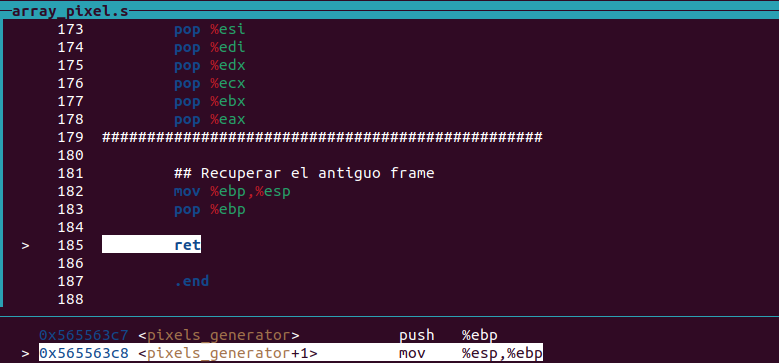 array_pixel.s
173 pop %esi
174 pop %edi
175 pop %edx
176 pop %ecx
177 pop %ebx
178 pop %eax
179 #################################################
180
181 ## Recuperar el antiguo frame
182 mov %ebp,%esp
183 pop %ebp
184
> 185 ret
186
187 .end
188
0x565563c7 <pixels_generator> push %ebp
> 0x565563c8 <pixels_generator+1> mov %esp,%ebp